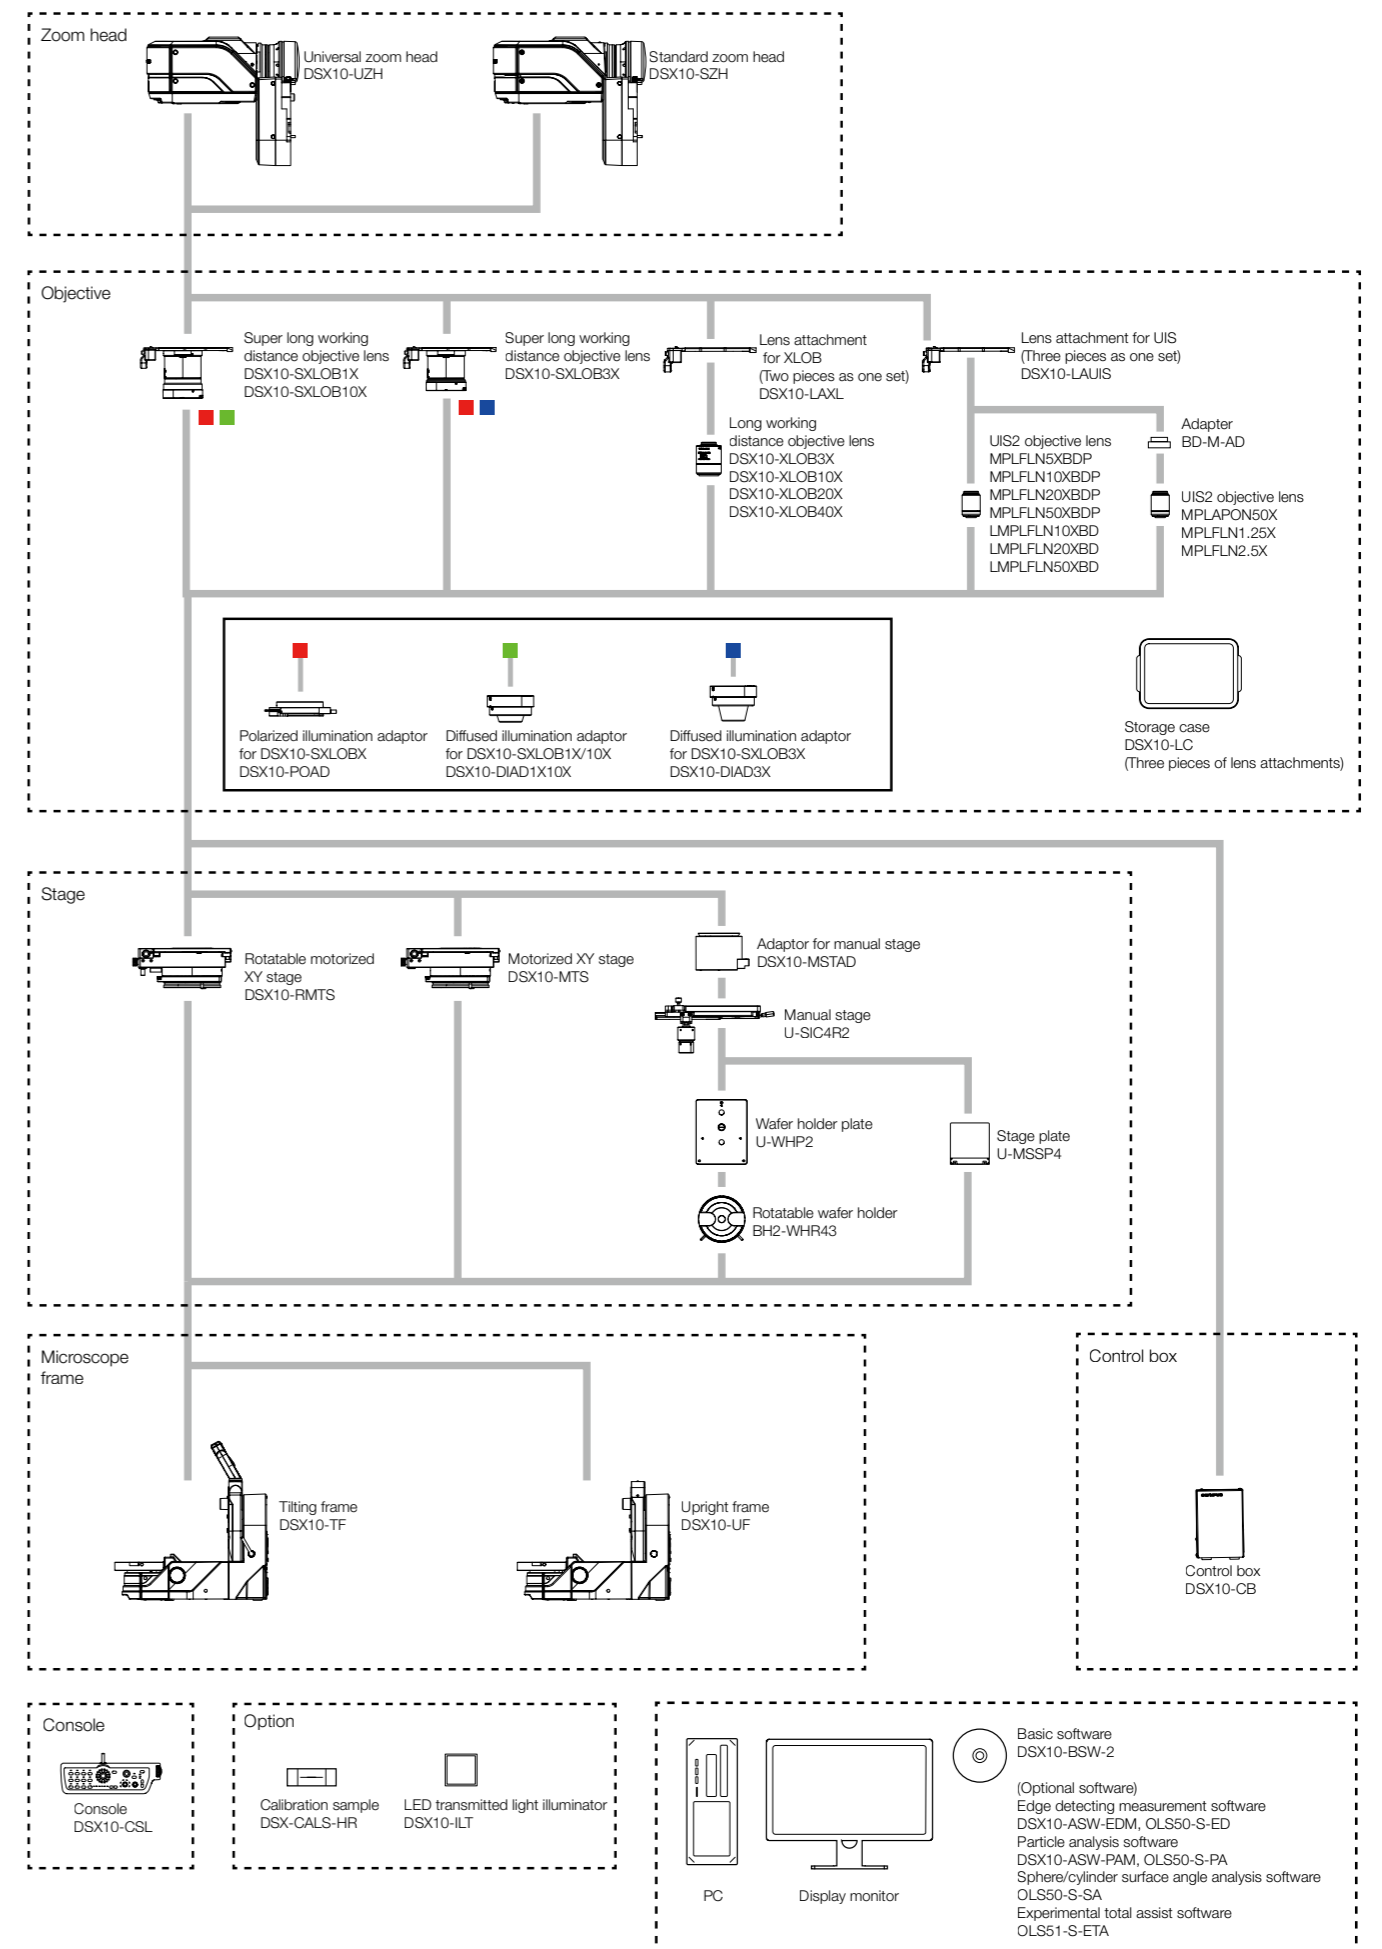 Zoom head
Universal zoom head
DSX10-UZH
Standard zoom head
DSX10-SZH
Objective
Super long working
distance objective lens
DSX10-SXLOB1X
DSX10-SXLOB10X
Super long working
distance objective lens
DSX10-SXLOB3X
Lens attachment
for XLOB
(Two pieces as one set)
DSX10-LAXL
Long working
distance objective lens
DSX10-XLOB3X
DSX10-XLOB10X
DSX10-XLOB20X
DSX10-XLOB40X
Lens attachment for UIS
(Three pieces as one set)
DSX10-LAUIS
UIS2 objective lens
MPLFLN5XBDP
MPLFLN10XBDP
MPLFLN20XBDP
MPLFLN50XBDP
LMPLFLN10XBD
LMPLFLN20XBD
LMPLFLN50XBD
Adapter
BD-M-AD
UIS2 objective lens
MPLAPON50X
MPLFLN1.25X
MPLFLN2.5X
Polarized illumination adaptor
for DSX10-SXLOBX
DSX10-POAD
Diffused illumination adaptor
for DSX10-SXLOB1X/10X
DSX10-DIAD1X10X
Diffused illumination adaptor
for DSX10-SXLOB3X
DSX10-DIAD3X
Storage case
DSX10-LC
(Three pieces of lens attachments)
Stage
Rotatable motorized
XY stage
DSX10-RMTS
Motorized XY stage
DSX10-MTS
Adaptor for manual stage
DSX10-MSTAD
Manual stage
U-SIC4R2
Wafer holder plate
U-WHP2
Stage plate
U-MSSP4
Rotatable wafer holder
BH2-WHR43
Microscope
frame
Tilting frame
DSX10-TF
Upright frame
DSX10-UF
Control box
OLYMPUS
Control box
DSX10-CB
Console
Console
DSX10-CSL
Option
Calibration sample
DSX-CALS-HR
LED transmitted light illuminator
DSX10-ILT
PC
Display monitor
Basic software
DSX10-BSW-2
(Optional software)
Edge detecting measurement software
DSX10-ASW-EDM, OLS50-S-ED
Particle analysis software
DSX10-ASW-PAM, OLS50-S-PA
Sphere/cylinder surface angle analysis software
OLS50-S-SA
Experimental total assist software
OLS51-S-ETA